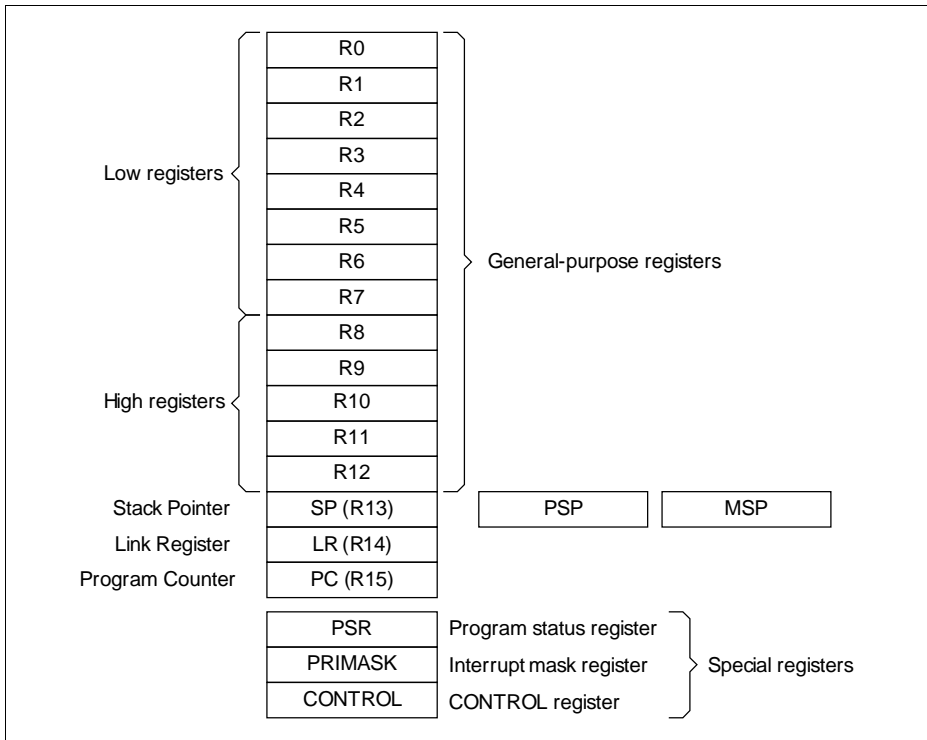 R0
R1
R2
R3
Low registers
R4
R5
R6
General-purpose registers
R7
R8
R9
High registers
R10
R11
R12
Stack Pointer
SP (R13)
PSP
MSP
Link Register
LR (R14)
Program Counter
PC (R15)
PSR
Program status register
PRIMASK
Interrupt mask register
Special registers
CONTROL
CONTROL register